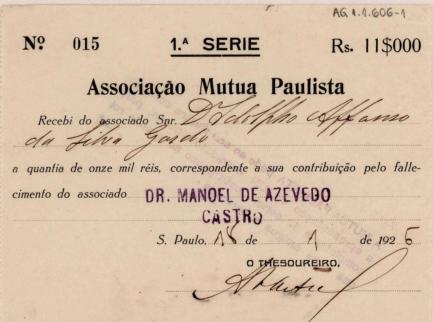 AG 1.1.606-1
Nº 015 1.ª SERIE Rs. 11$000
Associação Mutua Paulista
Recebi do associado Snr. Dr Adolpho Affonso
da Silva Gordo
a quantia de onze mil réis, correspondente a sua contribuição pelo falle-
cimento do associado DR. MANOEL DE AZEVEDO
CASTRO
S. Paulo, 18 de 1 de 1926
O THESOUREIRO,